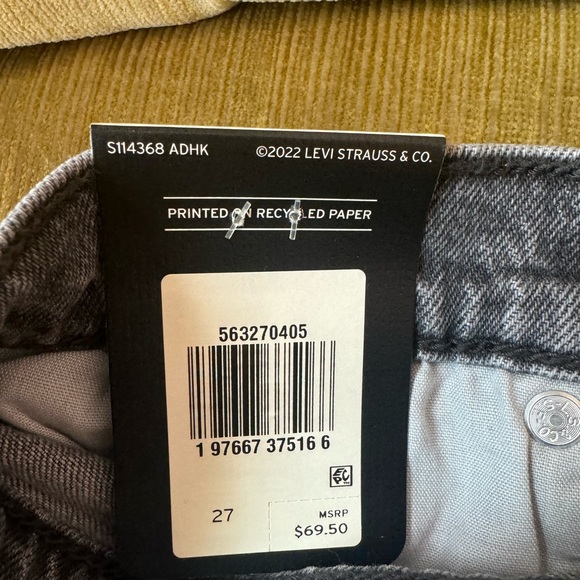 S114368 ADHK
©2022 LEVI STRAUSS & CO.
PRINTED ON RECYCLED PAPER
563270405
1 97667 37516 6
EPC
27
MSRP
$69.50